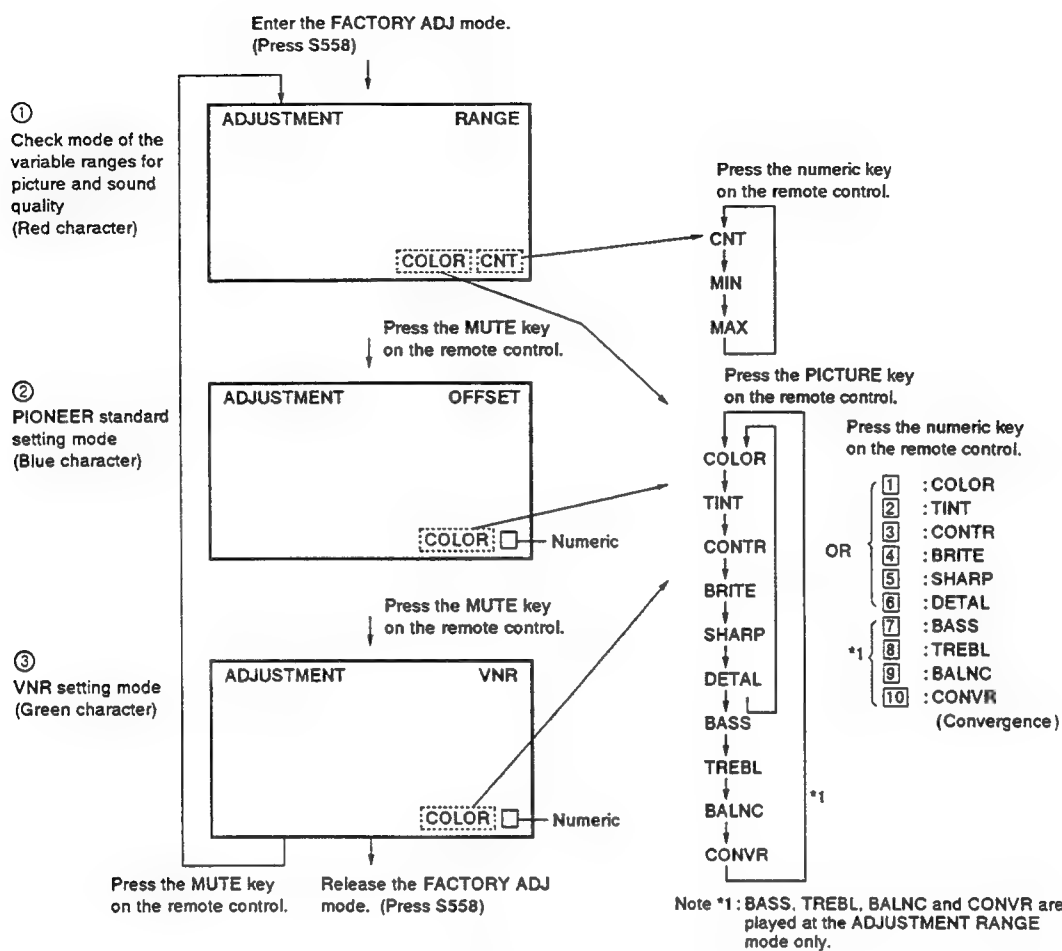 Enter the FACTORY ADJ mode.
(Press S558)
①
Check mode of the
variable ranges for
picture and sound
quality
(Red character)
ADJUSTMENT RANGE
COLOR CNT
Press the numeric key
on the remote control.
CNT
MIN
MAX
Press the MUTE key
on the remote control.
②
PIONEER standard
setting mode
(Blue character)
ADJUSTMENT OFFSET
COLOR Numeric
Press the PICTURE key
on the remote control.
COLOR
TINT
CONTR
BRITE
SHARP
DETAL
BASS
TREBL
BALNC
CONVR
*1
Press the numeric key
on the remote control.
OR
1 : COLOR
2 : TINT
3 : CONTR
4 : BRITE
5 : SHARP
6 : DETAL
*1
7 : BASS
8 : TREBL
9 : BALNC
10 : CONVR
(Convergence)
Press the MUTE key
on the remote control.
③
VNR setting mode
(Green character)
ADJUSTMENT VNR
COLOR Numeric
Press the MUTE key
on the remote control.
Release the FACTORY ADJ
mode. (Press S558)
Note *1 : BASS, TREBL, BALNC and CONVR are
played at the ADJUSTMENT RANGE
mode only.